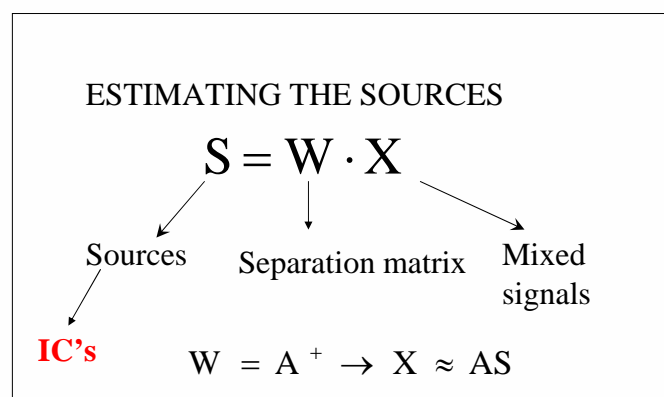 ESTIMATING THE SOURCES
S = W · X
Sources
Separation matrix
Mixed
signals
IC’s
W = A⁺ → X ≈ AS